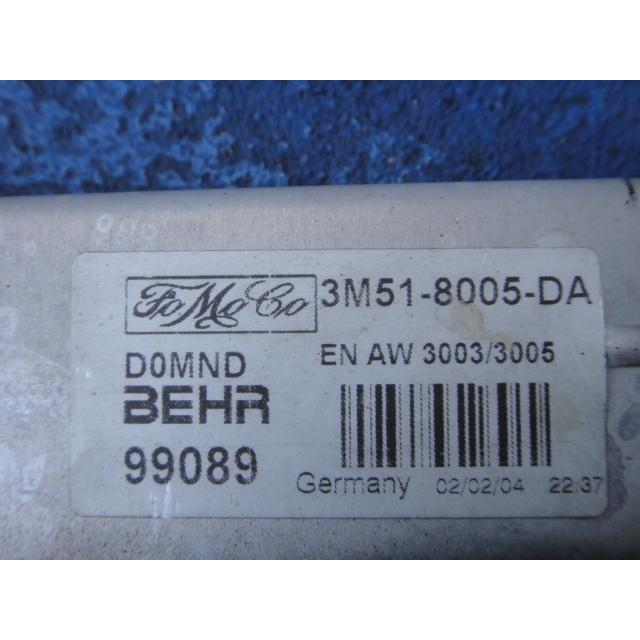 FoMoCo 3M51-8005-DA
D0MND EN AW 3003/3005
BEHR
99089 Germany 02/02/04 22:37